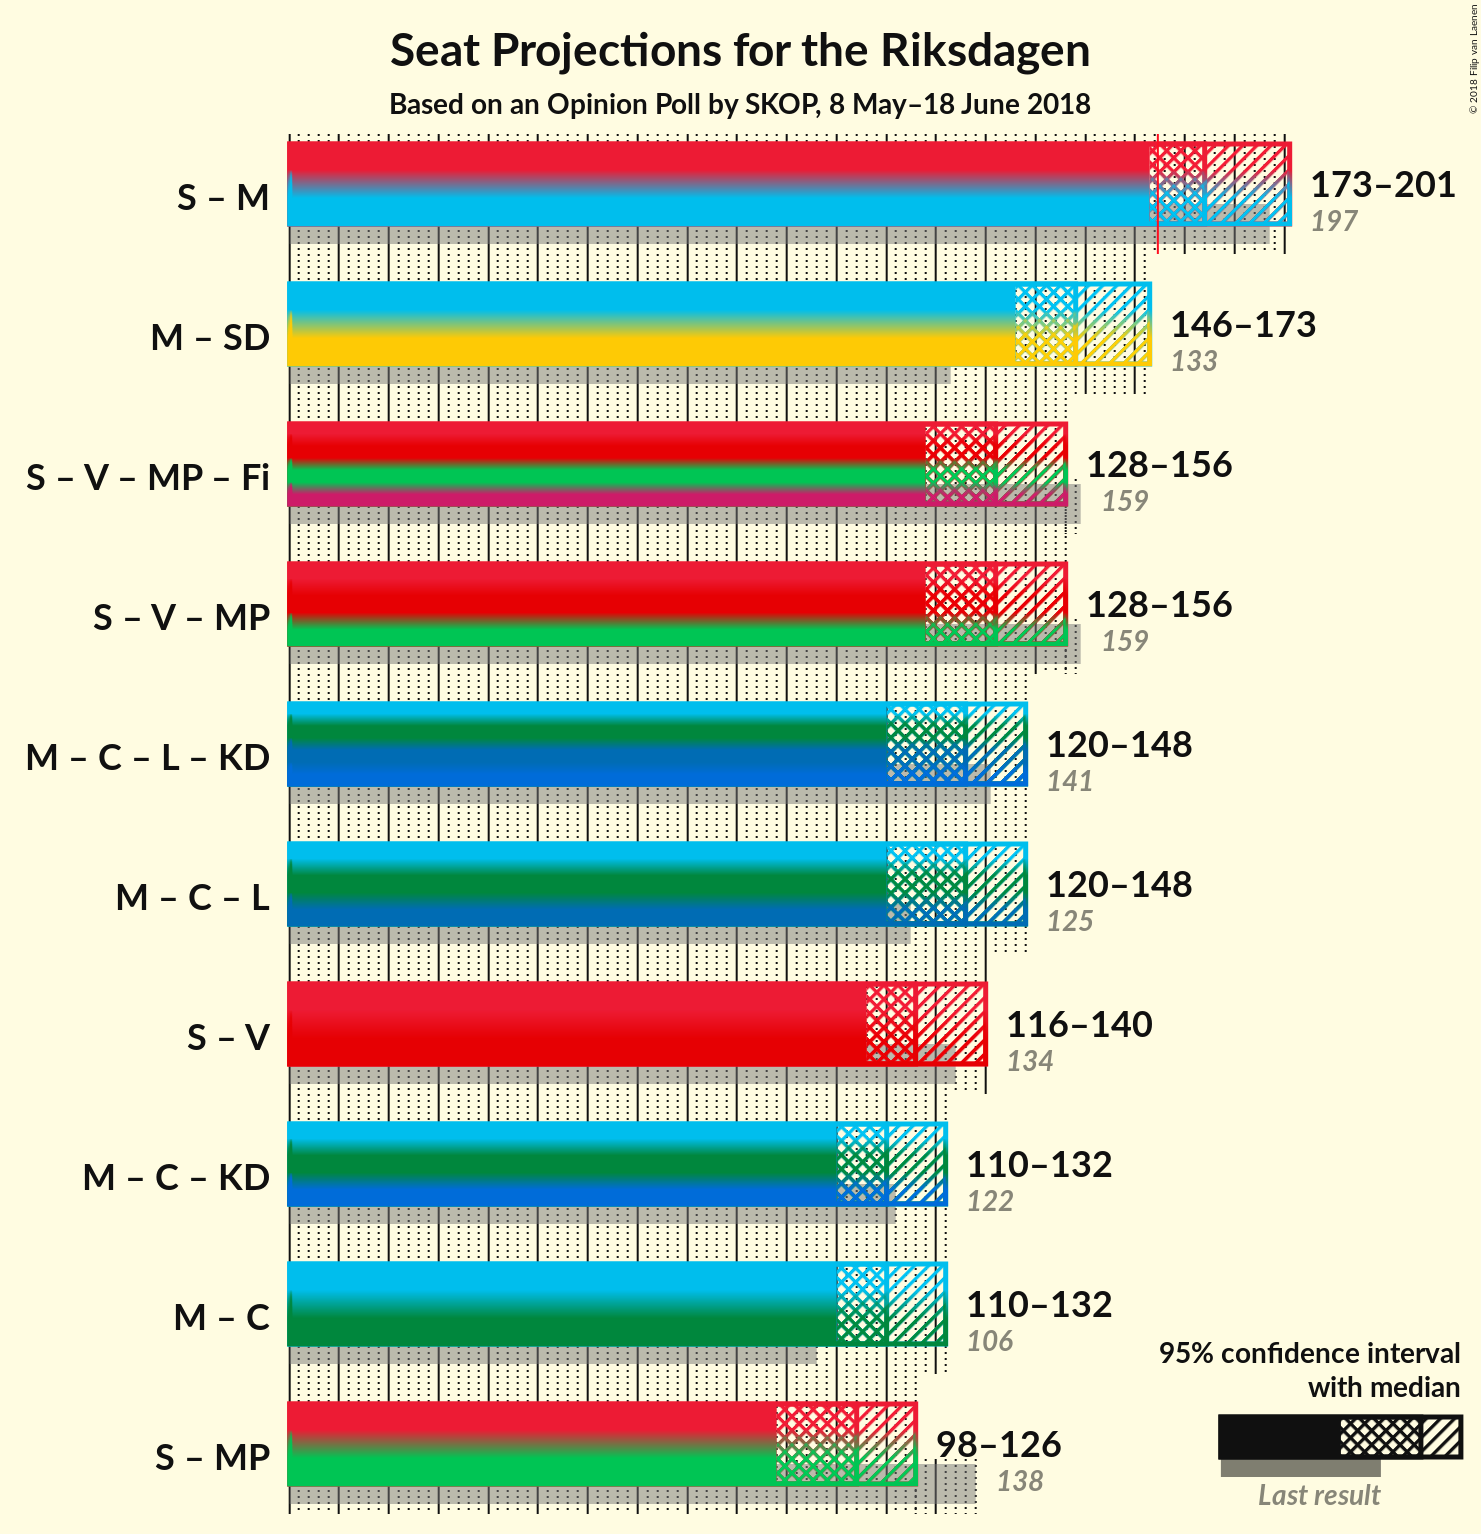 Seat Projections for the Riksdagen
Based on an Opinion Poll by SKOP, 8 May–18 June 2018
© 2018 Filip van Laenen
S – M
173–201
197
M – SD
146–173
133
S – V – MP – Fi
128–156
159
S – V – MP
128–156
159
M – C – L – KD
120–148
141
M – C – L
120–148
125
S – V
116–140
134
M – C – KD
110–132
122
M – C
110–132
106
S – MP
98–126
138
95% confidence interval
with median
Last result